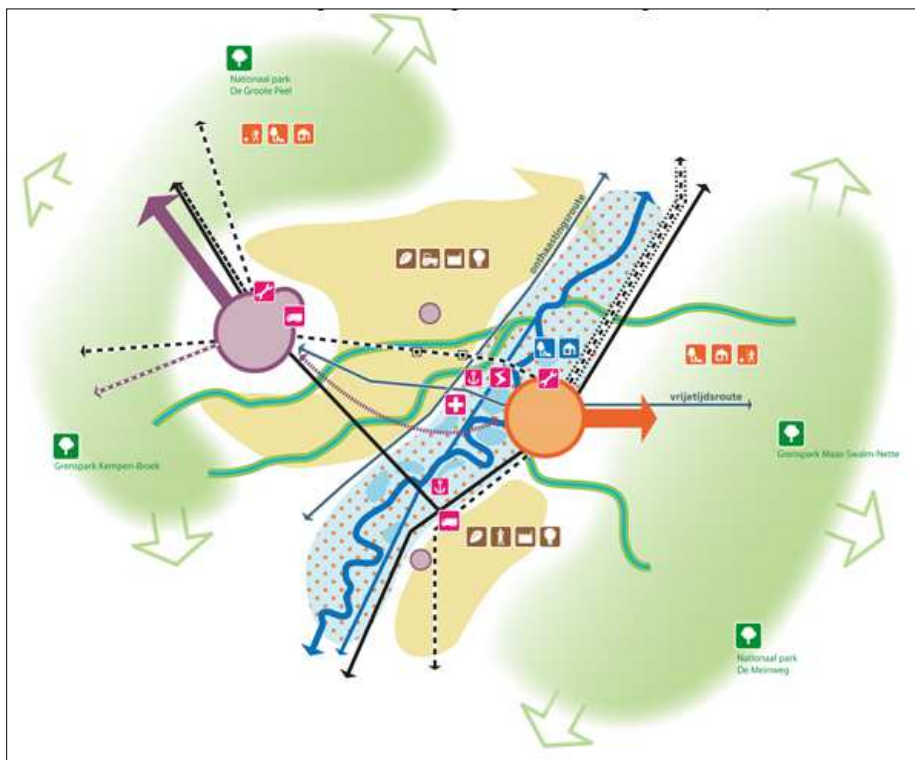 Nationaal park
De Groote Peel
onthaastingsroute
vrijetijdsroute
Grenspark Kempen-Broek
Grenspark Maas-Swalm-Nette
Nationaal park
De Meinweg